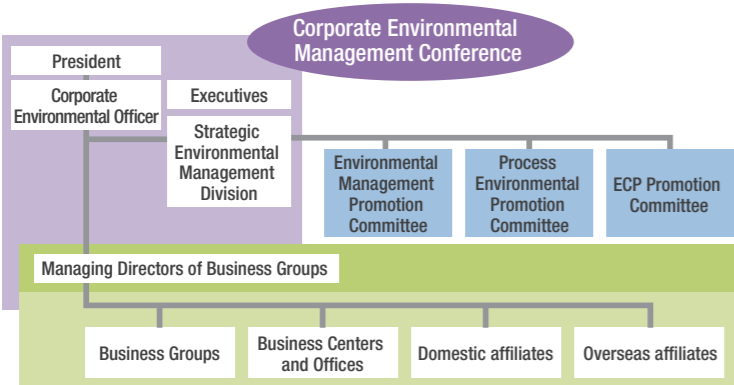 Corporate Environmental
Management Conference
President
Corporate
Environmental Officer
Executives
Strategic
Environmental
Management
Division
Environmental
Management
Promotion
Committee
Process
Environmental
Promotion
Committee
ECP Promotion
Committee
Managing Directors of Business Groups
Business Groups
Business Centers
and Offices
Domestic affiliates
Overseas affiliates